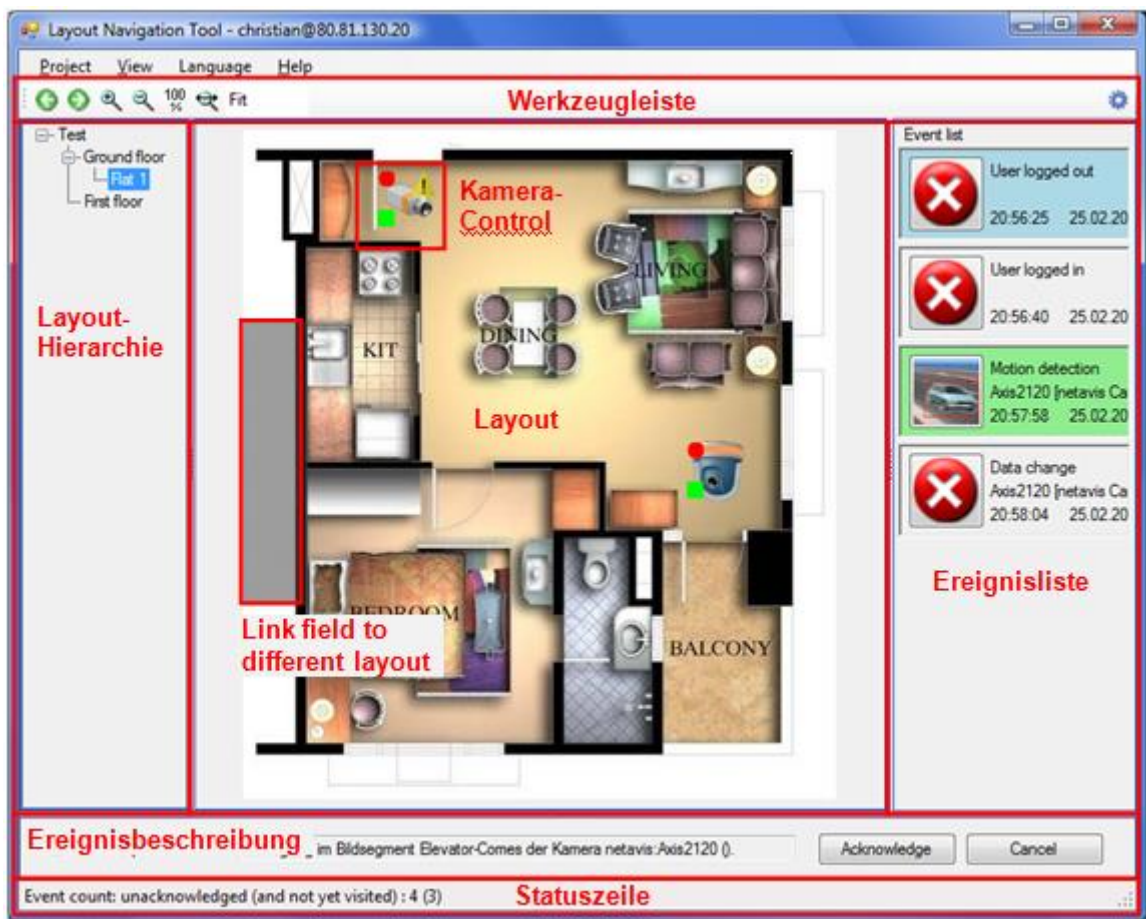 Layout Navigation Tool - christian@80.81.130.20
Project View Language Help
100
%
Fit
Werkzeugleiste
Test
Ground floor
Flat 1
First floor
Layout-
Hierarchie
Kamera-
Control
LIVING
DINING
KIT
Layout
BEDROOM
BALCONY
Link field to
different layout
Event list
User logged out
20:56:25 25.02.20
User logged in
20:56:40 25.02.20
Motion detection
Axis2120 [netavis Ca
20:57:58 25.02.20
Data change
Axis2120 [netavis Ca
20:58:04 25.02.20
Ereignisliste
Ereignisbeschreibung
im Bildsegment Elevator-Comes der Kamera netavis:Axis2120 ().
Acknowledge
Cancel
Event count: unacknowledged (and not yet visited) : 4 (3)
Statuszeile